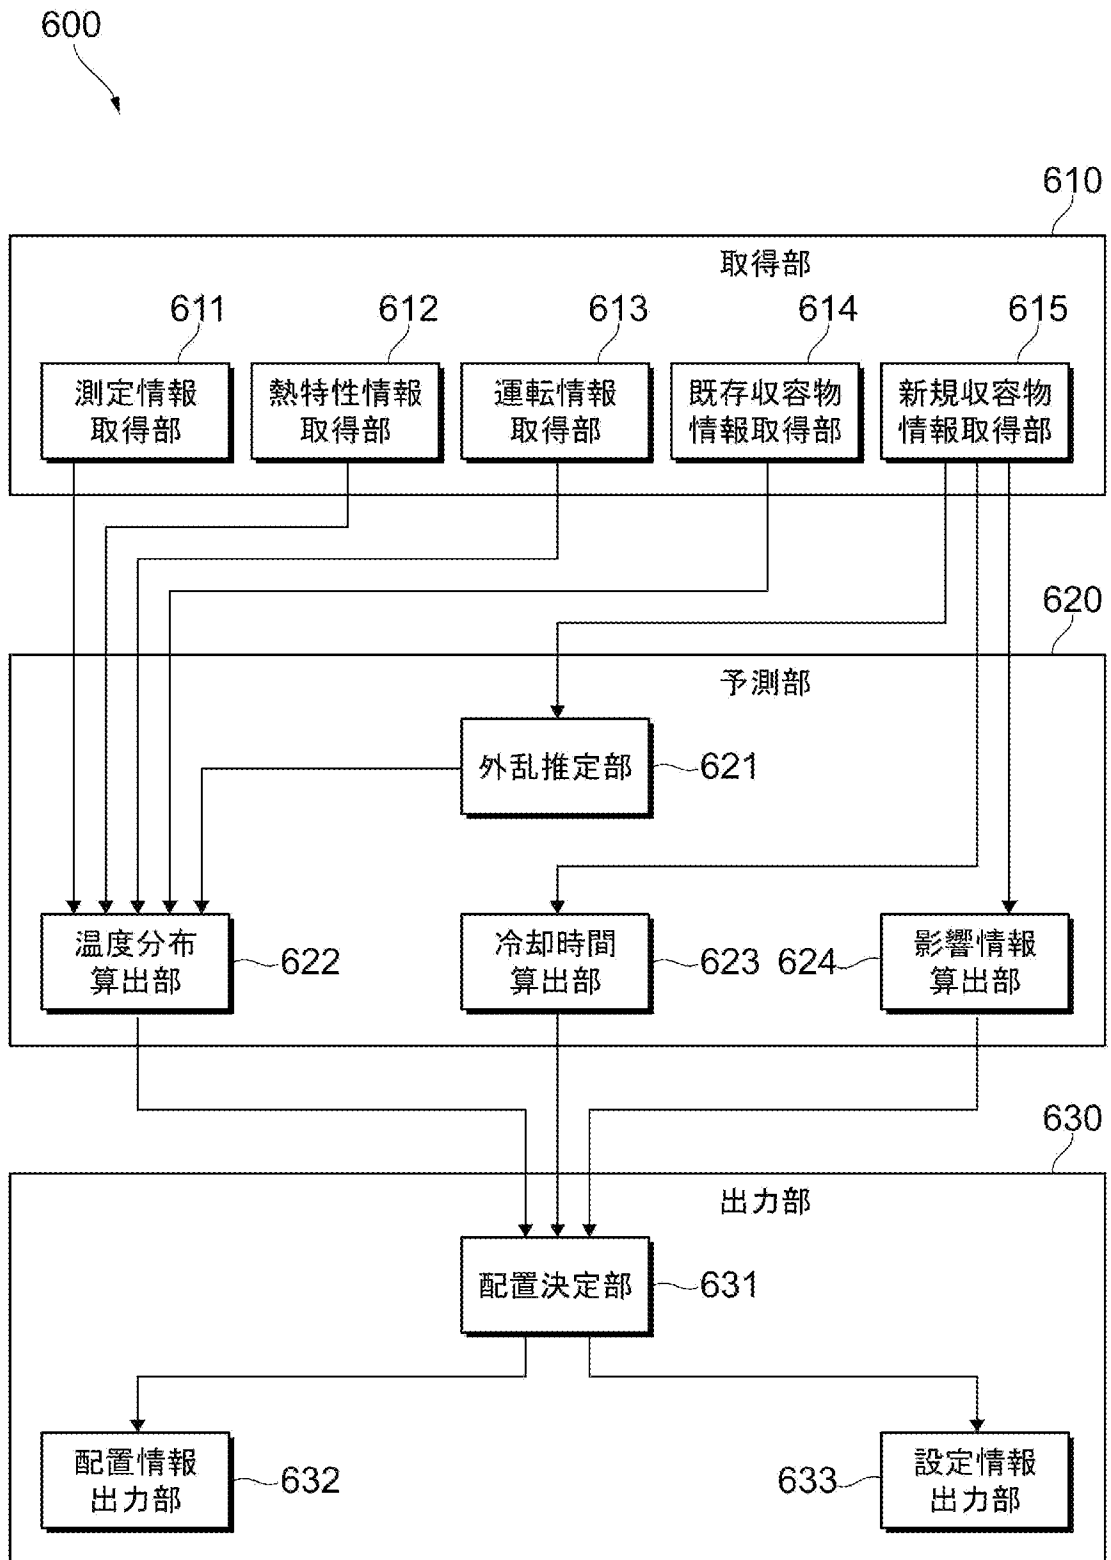 600
610
取得部
611
612
613
614
615
測定情報
取得部
熱特性情報
取得部
運転情報
取得部
既存収容物
情報取得部
新規収容物
情報取得部
620
予測部
外乱推定部
621
温度分布
算出部
622
冷却時間
算出部
623
624
影響情報
算出部
630
出力部
配置決定部
631
配置情報
出力部
632
633
設定情報
出力部